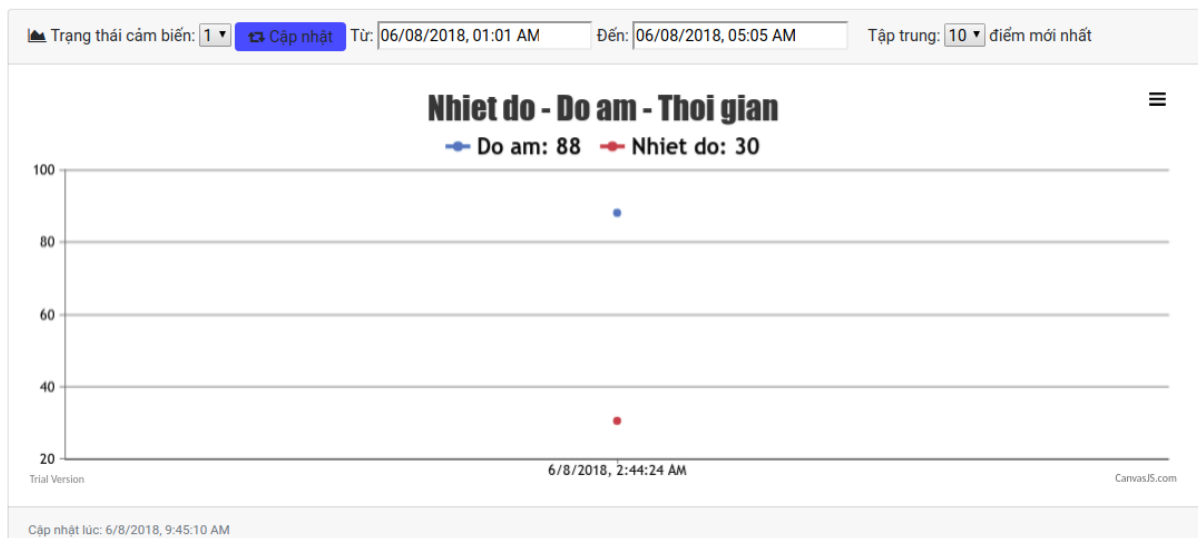 Trạng thái cảm biến: 1 Cập nhật Từ: 06/08/2018, 01:01 AM Đến: 06/08/2018, 05:05 AM Tập trung: 10 điểm mới nhất
Nhiet do - Do am - Thoi gian
Do am: 88 Nhiet do: 30
100
80
60
40
20
6/8/2018, 2:44:24 AM
Trial Version CanvasJS.com
Cập nhật lúc: 6/8/2018, 9:45:10 AM